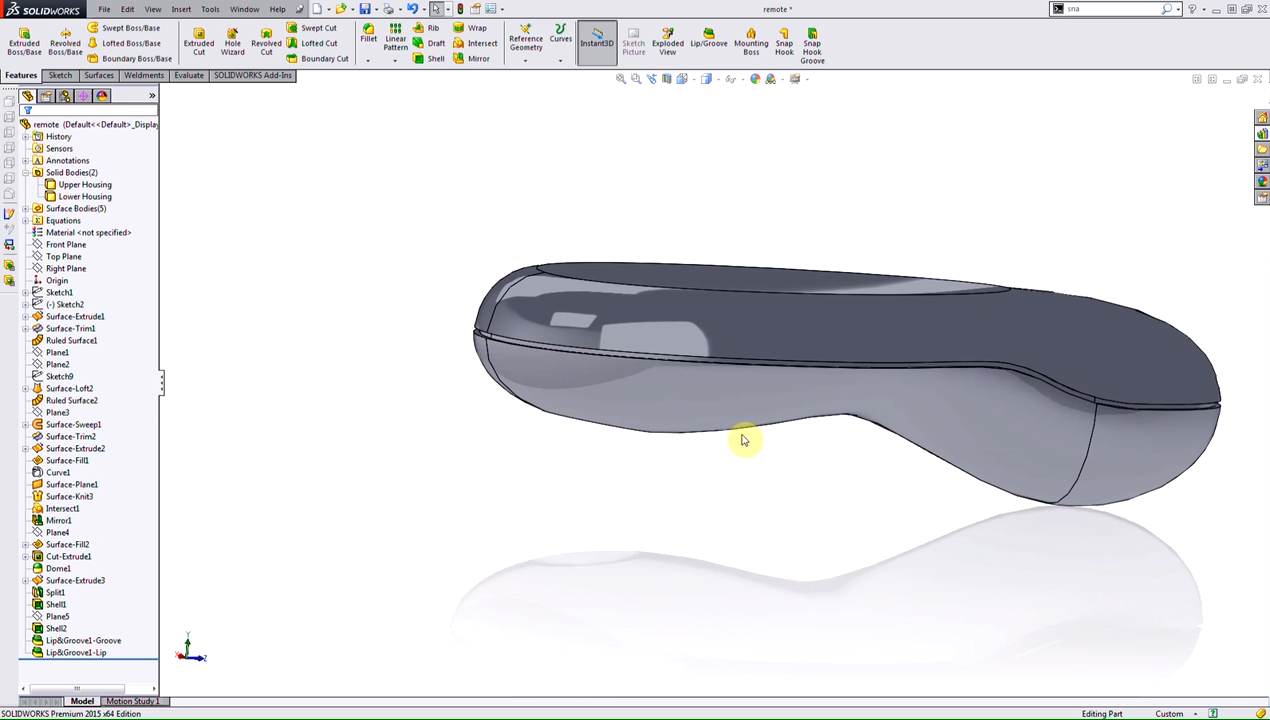 SOLIDWORKS File Edit View Insert Tools Window Help remote * sna
Extruded Boss/Base Revolved Boss/Base Swept Boss/Base Lofted Boss/Base Boundary Boss/Base Extruded Cut Hole Wizard Revolved Cut Swept Cut Lofted Cut Boundary Cut Fillet Linear Pattern Rib Draft Shell Wrap Intersect Mirror Reference Geometry Curves Instant3D Sketch Picture Exploded View Lip/Groove Mounting Boss Snap Hook Snap Hook Groove
Features Sketch Surfaces Weldments Evaluate SOLIDWORKS Add-Ins
remote (Default<<Default>_Display
History
Sensors
Annotations
Solid Bodies(2)
Upper Housing
Lower Housing
Surface Bodies(5)
Equations
Material <not specified>
Front Plane
Top Plane
Right Plane
Origin
Sketch1
(-) Sketch2
Surface-Extrude1
Surface-Trim1
Ruled Surface1
Plane1
Plane2
Sketch9
Surface-Loft2
Ruled Surface2
Plane3
Surface-Sweep1
Surface-Trim2
Surface-Extrude2
Surface-Fill1
Curve1
Surface-Plane1
Surface-Knit3
Intersect1
Mirror1
Plane4
Surface-Fill2
Cut-Extrude1
Dome1
Surface-Extrude3
Split1
Shell1
Plane5
Shell2
Lip&Groove1-Groove
Lip&Groove1-Lip
Y
X Z
Model Motion Study 1
SOLIDWORKS Premium 2015 x64 Edition Editing Part Custom